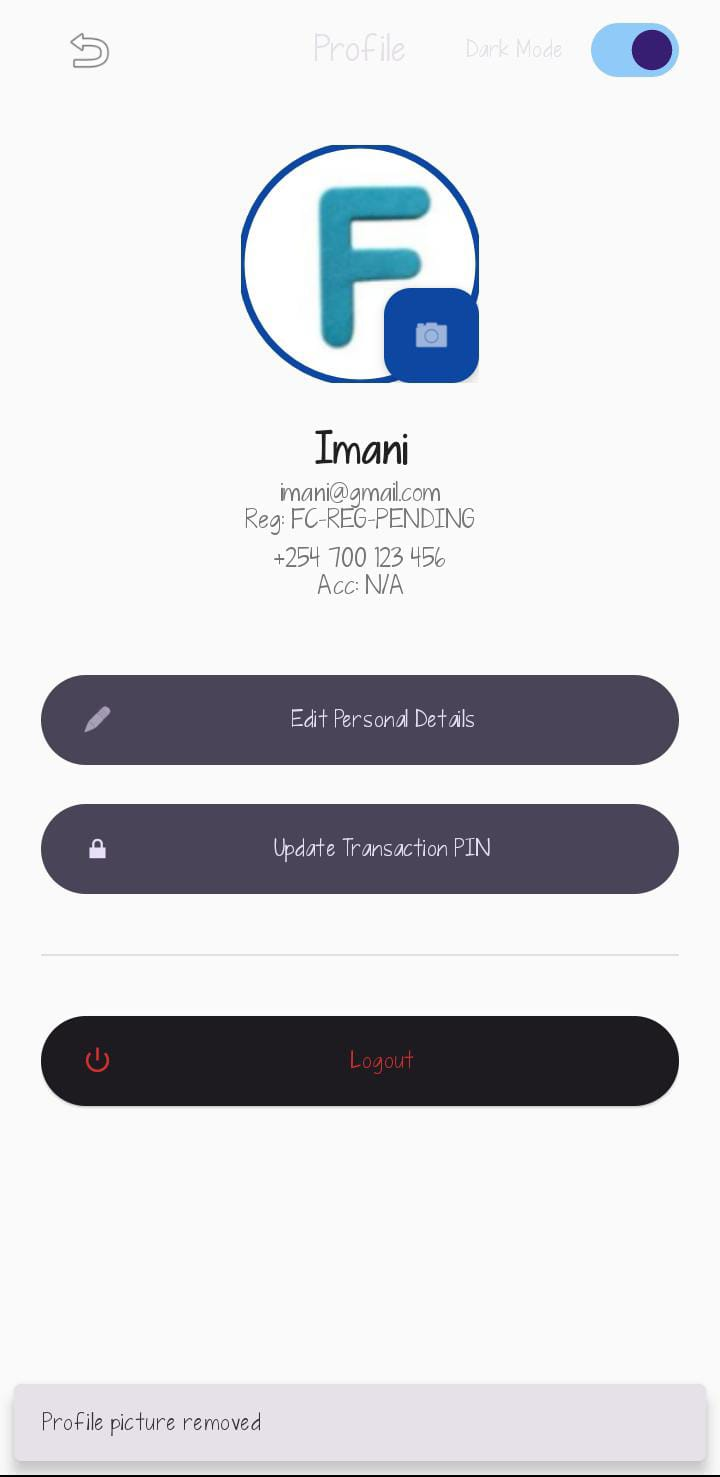 Profile
Dark Mode
F
Imani
imani@gmail.com
Reg: FC-REG-PENDING
+254 700 123 456
Acc: N/A
Edit Personal Details
Update Transaction PIN
Logout
Profile picture removed